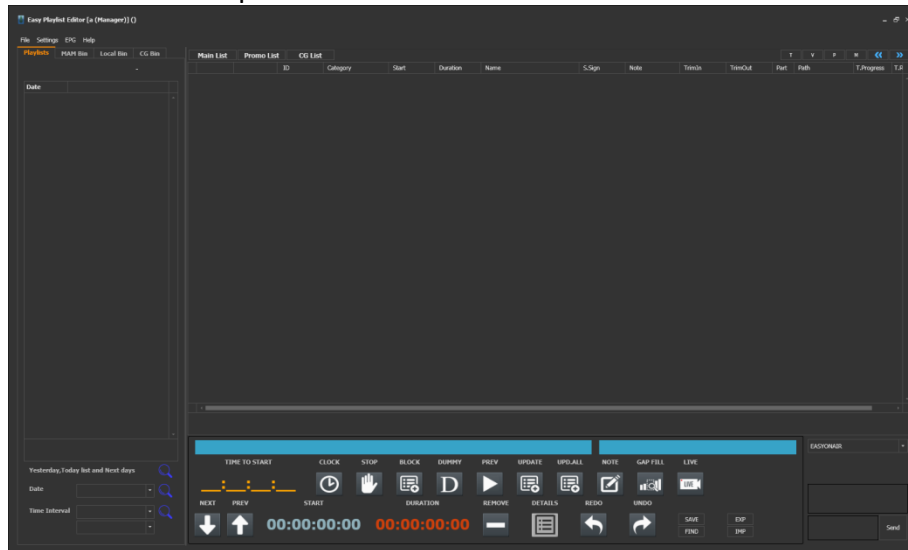 Easy Playlist Editor [a (Manager)] ()
File Settings EPG Help
Playlists MAM Bin Local Bin CG Bin
Main List Promo List CG List T V P M
ID Category Start Duration Name S.Sign Note TrimIn TrimOut Part Path T.Progress T.P
Date
Yesterday,Today list and Next days
Date
Time Interval
TIME TO START CLOCK STOP BLOCK DUMMY PREV UPDATE UPD.ALL NOTE GAP FILL LIVE
__:__:__:__ D LIVE
NEXT PREV START DURATION REMOVE DETAILS REDO UNDO
00:00:00:00 00:00:00:00
SAVE EXP
FIND IMP
EASYONAIR
Send